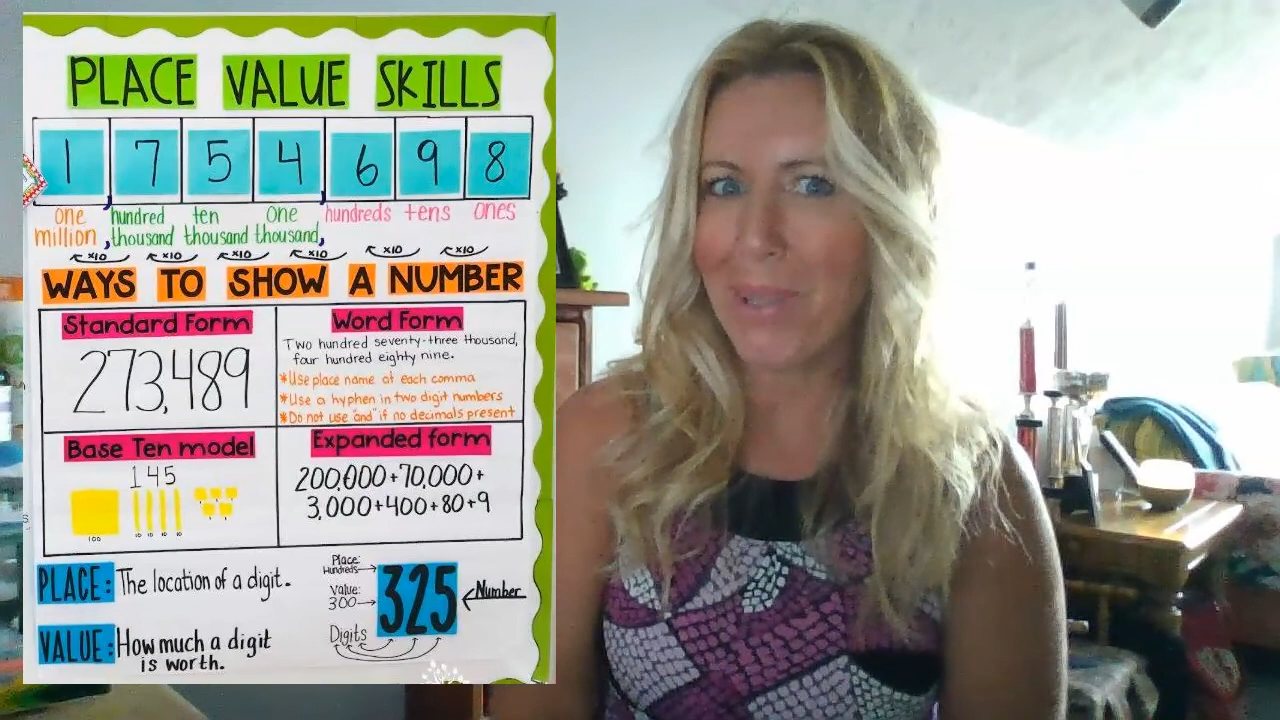 PLACE VALUE SKILLS
1 7 5 4 6 9 8
one million, hundred thousand ten thousand One thousand, hundreds tens ones
x10 x10 x10 x10 x10 x10
WAYS TO SHOW A NUMBER
Standard Form
273,489
Word Form
Two hundred seventy-three thousand,
four hundred eighty nine.
*Use place name at each comma
*Use a hyphen in two digit numbers
*Do not use "and" if no decimals present
Base Ten model
145
100 10 10 10 10
Expanded form
200,000+70,000+
3,000+400+80+9
PLACE: The location of a digit.
VALUE: How much a digit
is worth.
Place:
Hundreds
Value:
300
325
Number
Digits